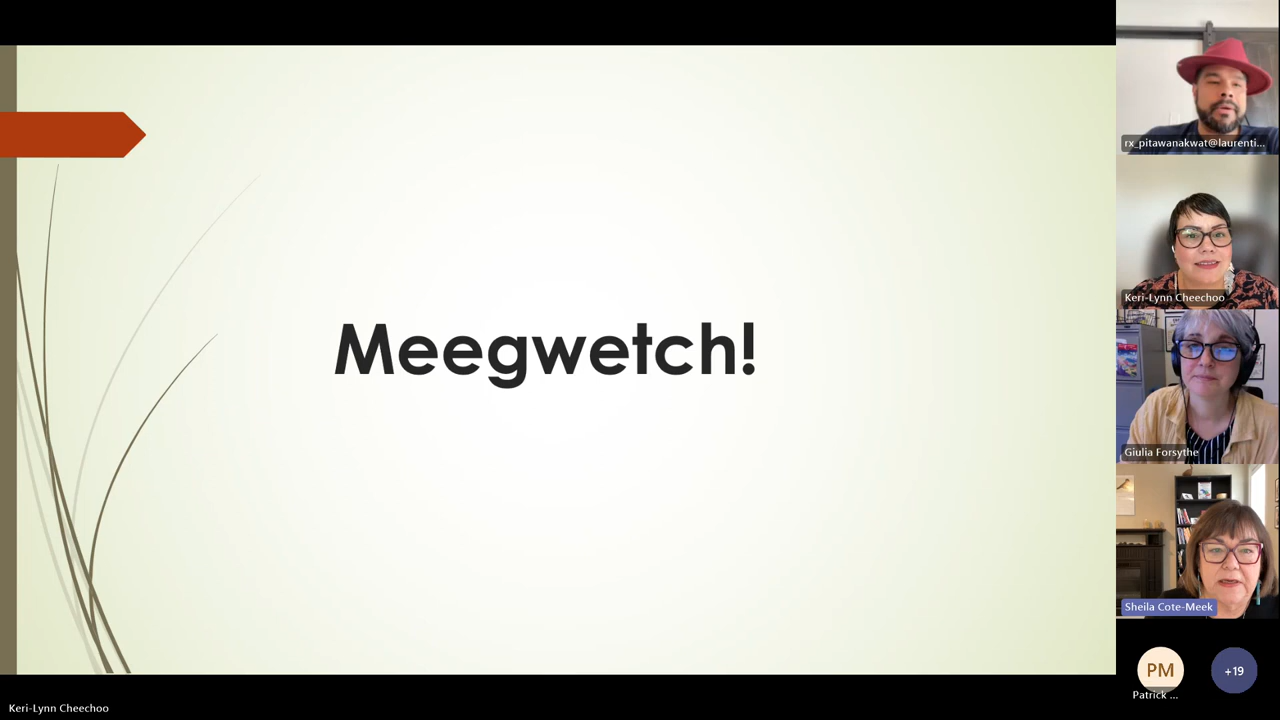 Meegwetch!
rx_pitawanakwat@laurenti...
Keri-Lynn Cheechoo
Giulia Forsythe
Sheila Cote-Meek
PM
+19
Patrick ...
Keri-Lynn Cheechoo